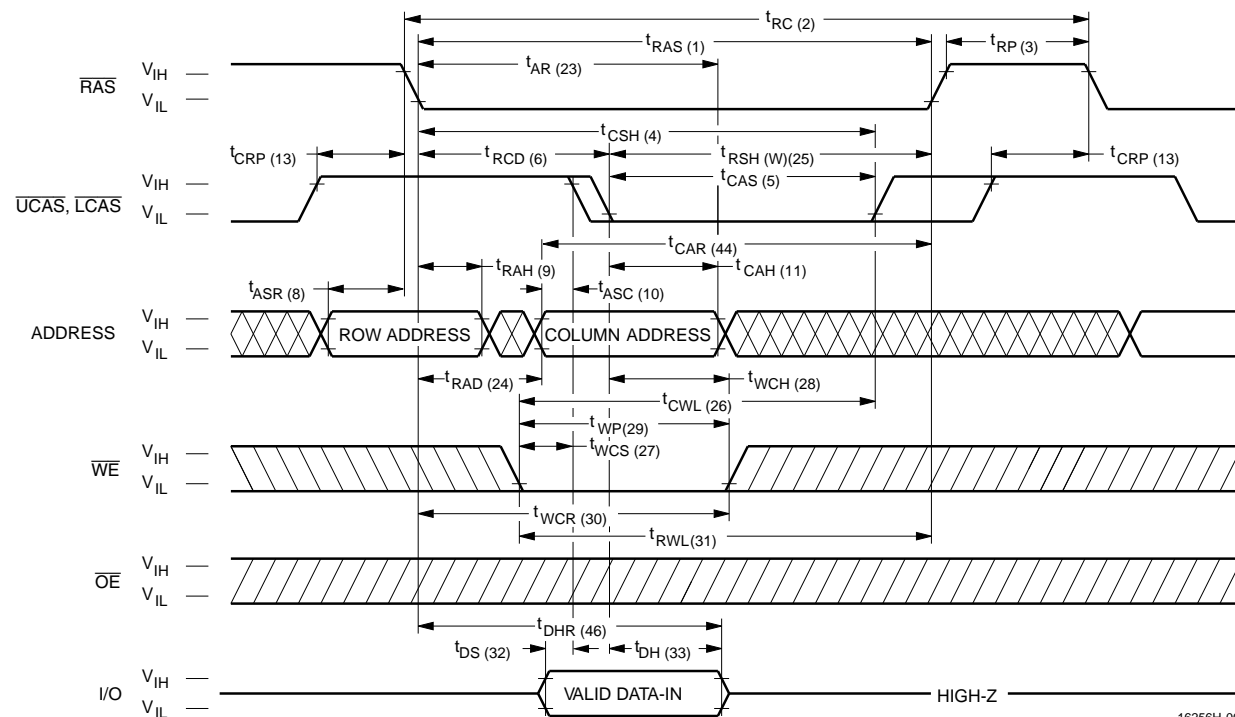 tRC (2)
tRAS (1)
tRP (3)
tAR (23)
RAS
VIH
VIL
tCSH (4)
tCRP (13)
tRCD (6)
tRSH (W)(25)
tCRP (13)
tCAS (5)
UCAS, LCAS
VIH
VIL
tCAR (44)
tRAH (9)
tCAH (11)
tASR (8)
tASC (10)
ADDRESS
VIH
VIL
ROW ADDRESS
COLUMN ADDRESS
tRAD (24)
tWCH (28)
tCWL (26)
tWP(29)
tWCS (27)
WE
VIH
VIL
tWCR (30)
tRWL(31)
OE
VIH
VIL
tDHR (46)
tDS (32)
tDH (33)
I/O
VIH
VIL
VALID DATA-IN
HIGH-Z